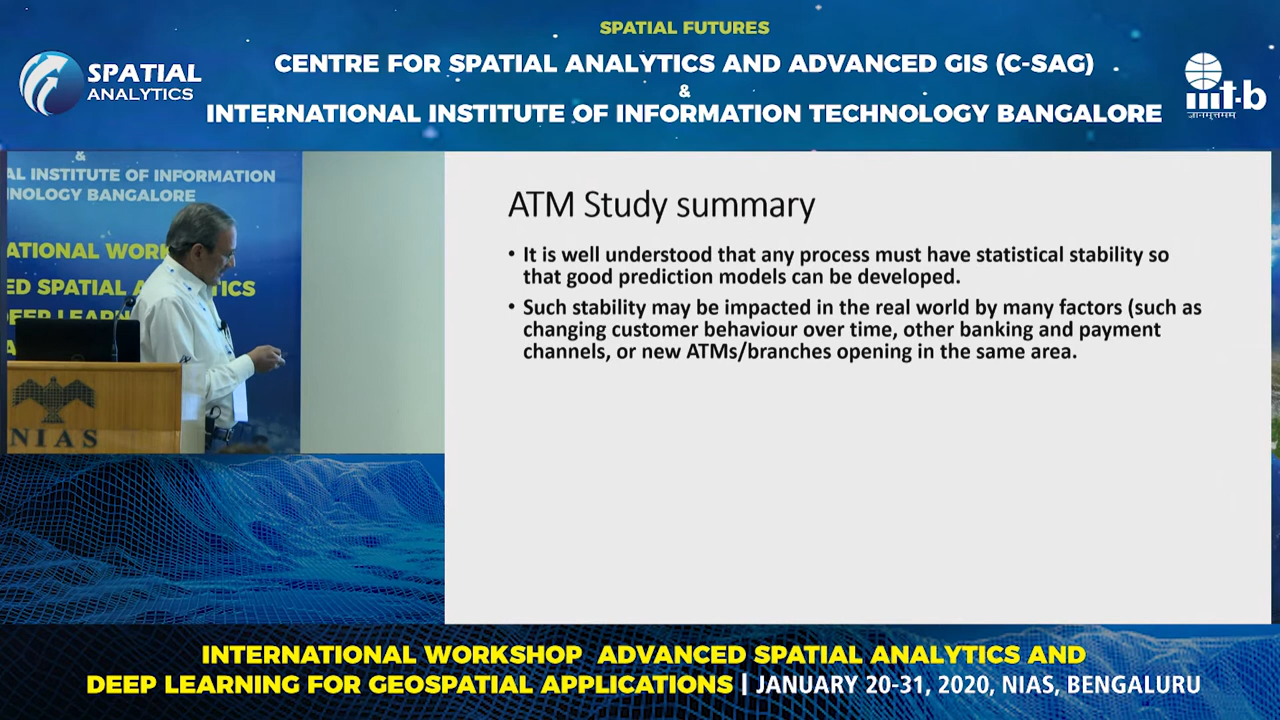 SPATIAL FUTURES
CENTRE FOR SPATIAL ANALYTICS AND ADVANCED GIS (C-SAG)
&
INTERNATIONAL INSTITUTE OF INFORMATION TECHNOLOGY BANGALORE
SPATIAL
ANALYTICS
iiit-b
ज्ञानमुत्तमम्
&
AL INSTITUTE OF INFORMATION
NOLOGY BANGALORE
ATIONAL WORK
ED SPATIAL A TICS
DEEP LEARN
NIAS
ATM Study summary
• It is well understood that any process must have statistical stability so
that good prediction models can be developed.
• Such stability may be impacted in the real world by many factors (such as
changing customer behaviour over time, other banking and payment
channels, or new ATMs/branches opening in the same area.
INTERNATIONAL WORKSHOP ADVANCED SPATIAL ANALYTICS AND
DEEP LEARNING FOR GEOSPATIAL APPLICATIONS | JANUARY 20-31, 2020, NIAS, BENGALURU